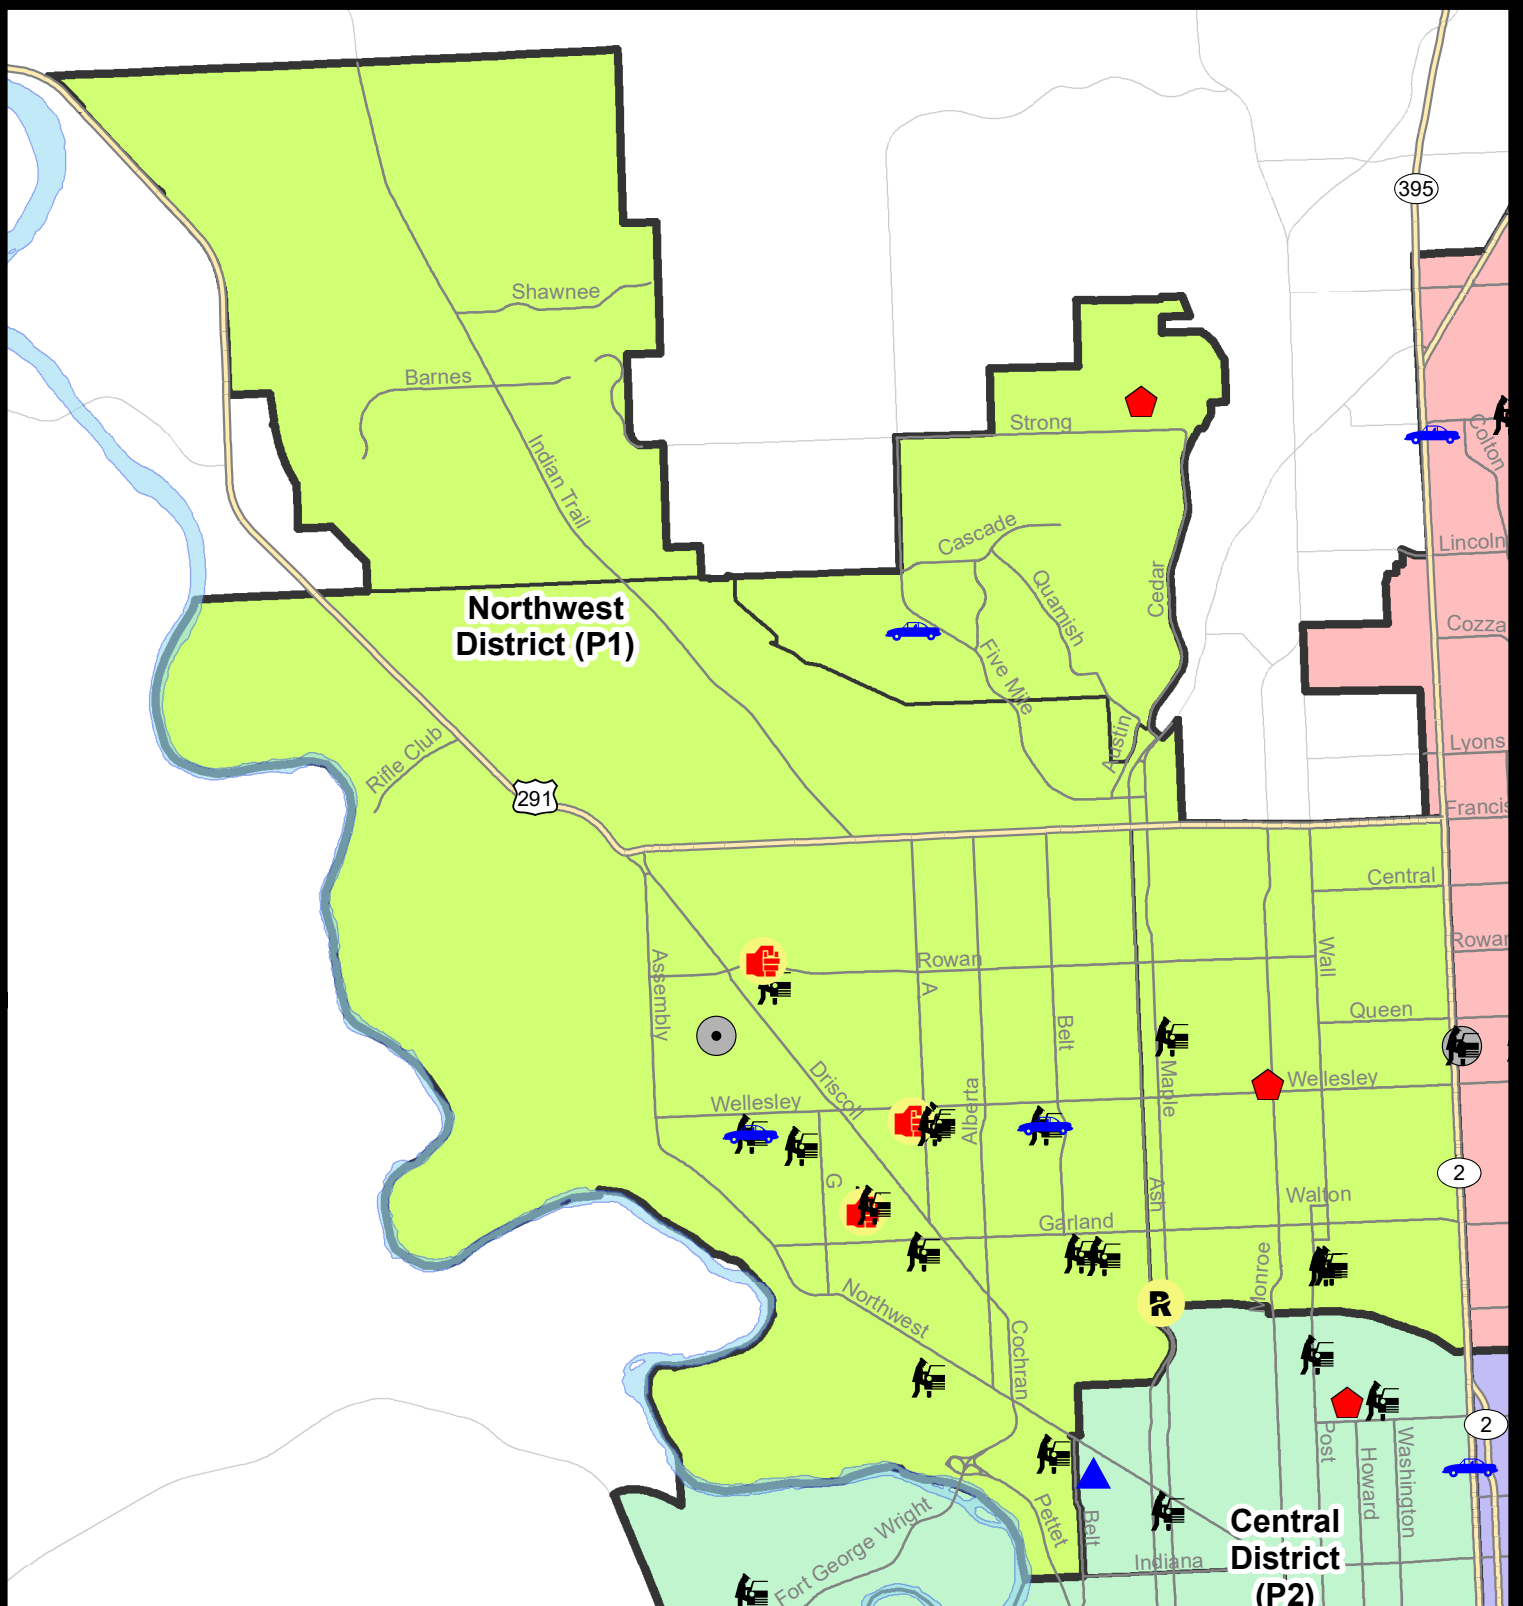 395
Shawnee
Barnes
Strong
Colton
Indian Trail
Cascade
Lincoln
Quamish
Cedar
Northwest
District (P1)
Cozza
Five Mile
Austin
Lyons
Rifle Club
291
Francis
Central
Assembly
Rowan
Wall
Rowan
A
Queen
Belt
Driscoll
Maple
Wellesley
Wellesley
Alberta
2
G
Ash
Walton
Garland
Monroe
Northwest
Cochran
R
2
Post
Howard
Washington
Pettet
Belt
Fort George Wright
Indiana
Central
District
(P2)